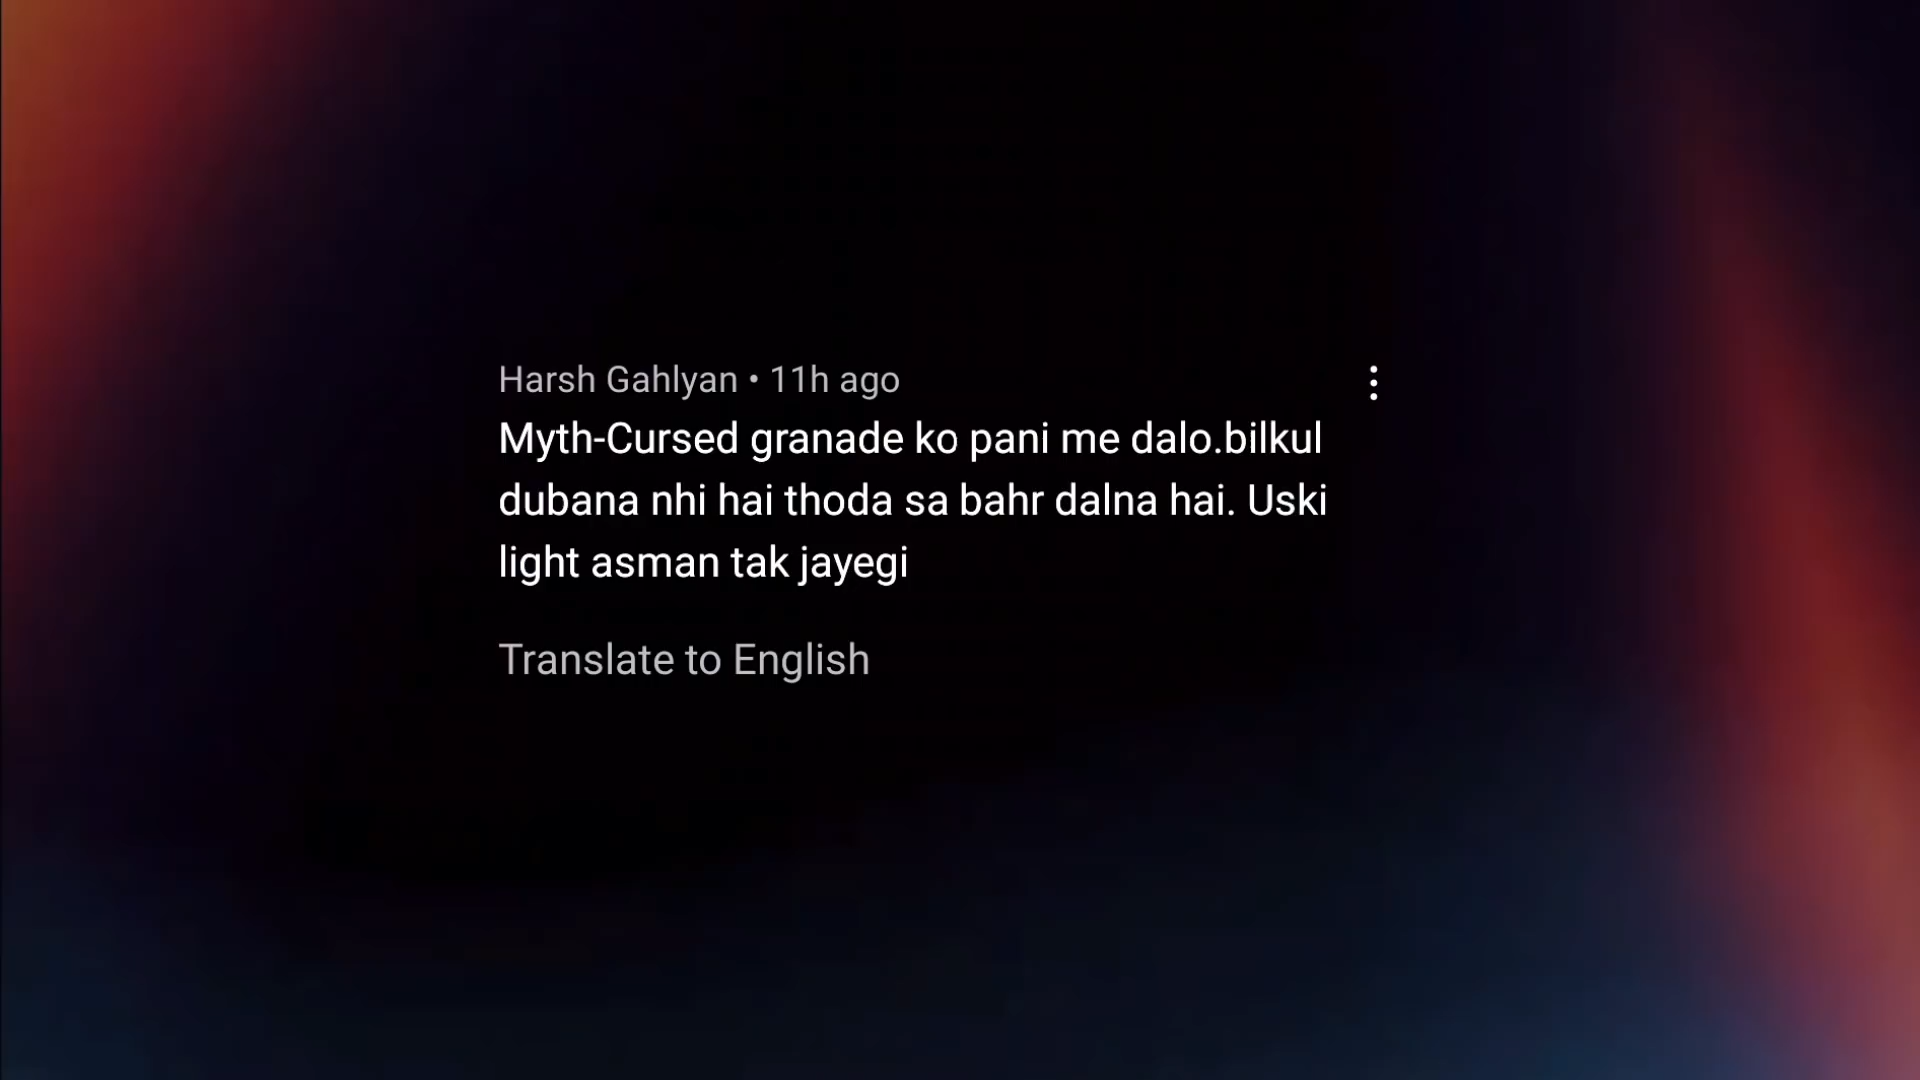 Harsh Gahlyan • 11h ago
Myth-Cursed granade ko pani me dalo.bilkul
dubana nhi hai thoda sa bahr dalna hai. Uski
light asman tak jayegi
Translate to English